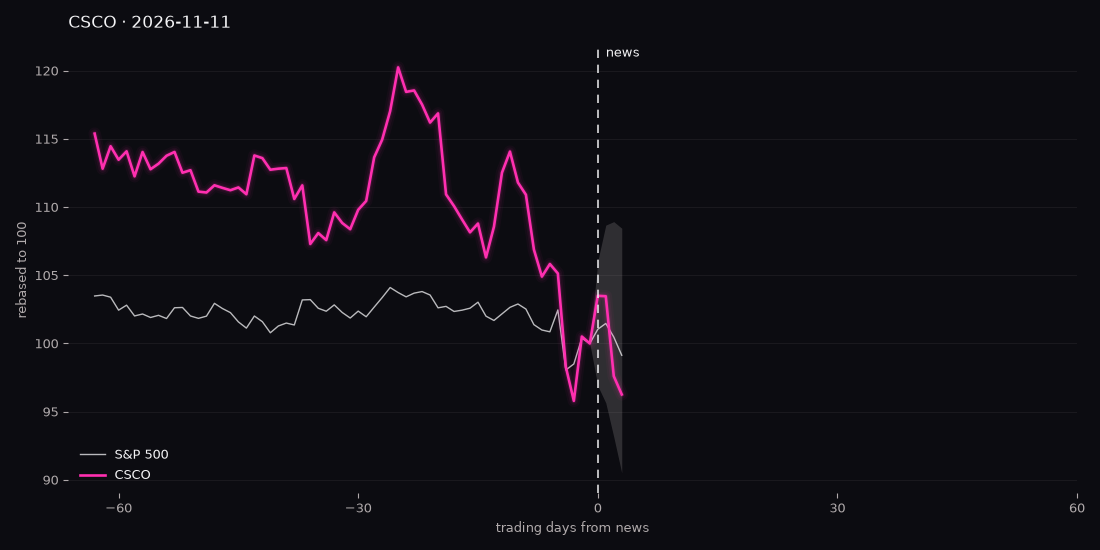 CSCO · 2026-11-11
news
120
115
110
105
100
95
90
rebased to 100
S&P 500
CSCO
−60
−30
0
30
60
trading days from news